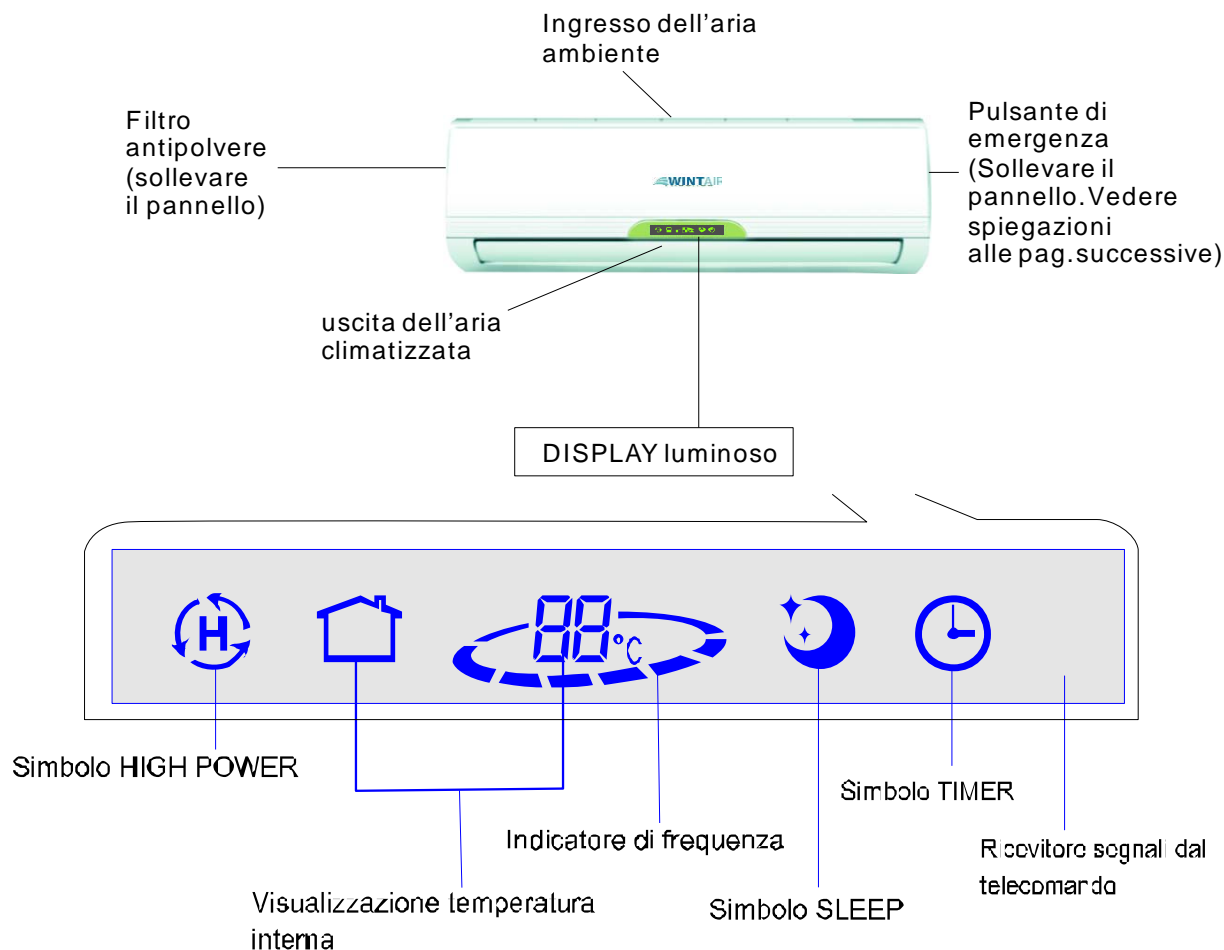 Ingresso dell'aria
ambiente
Filtro
antipolvere
(sollevare
il pannello)
Pulsante di
emergenza
(Sollevare il
pannello.Vedere
spiegazioni
alle pag.successive)
WINTAIR
uscita dell'aria
climatizzata
DISPLAY luminoso
H
88°C
Simbolo HIGH POWER
Simbolo TIMER
Indicatore di frequenza
Ricevitore segnali dal
telecomando
Visualizzazione temperatura
interna
Simbolo SLEEP